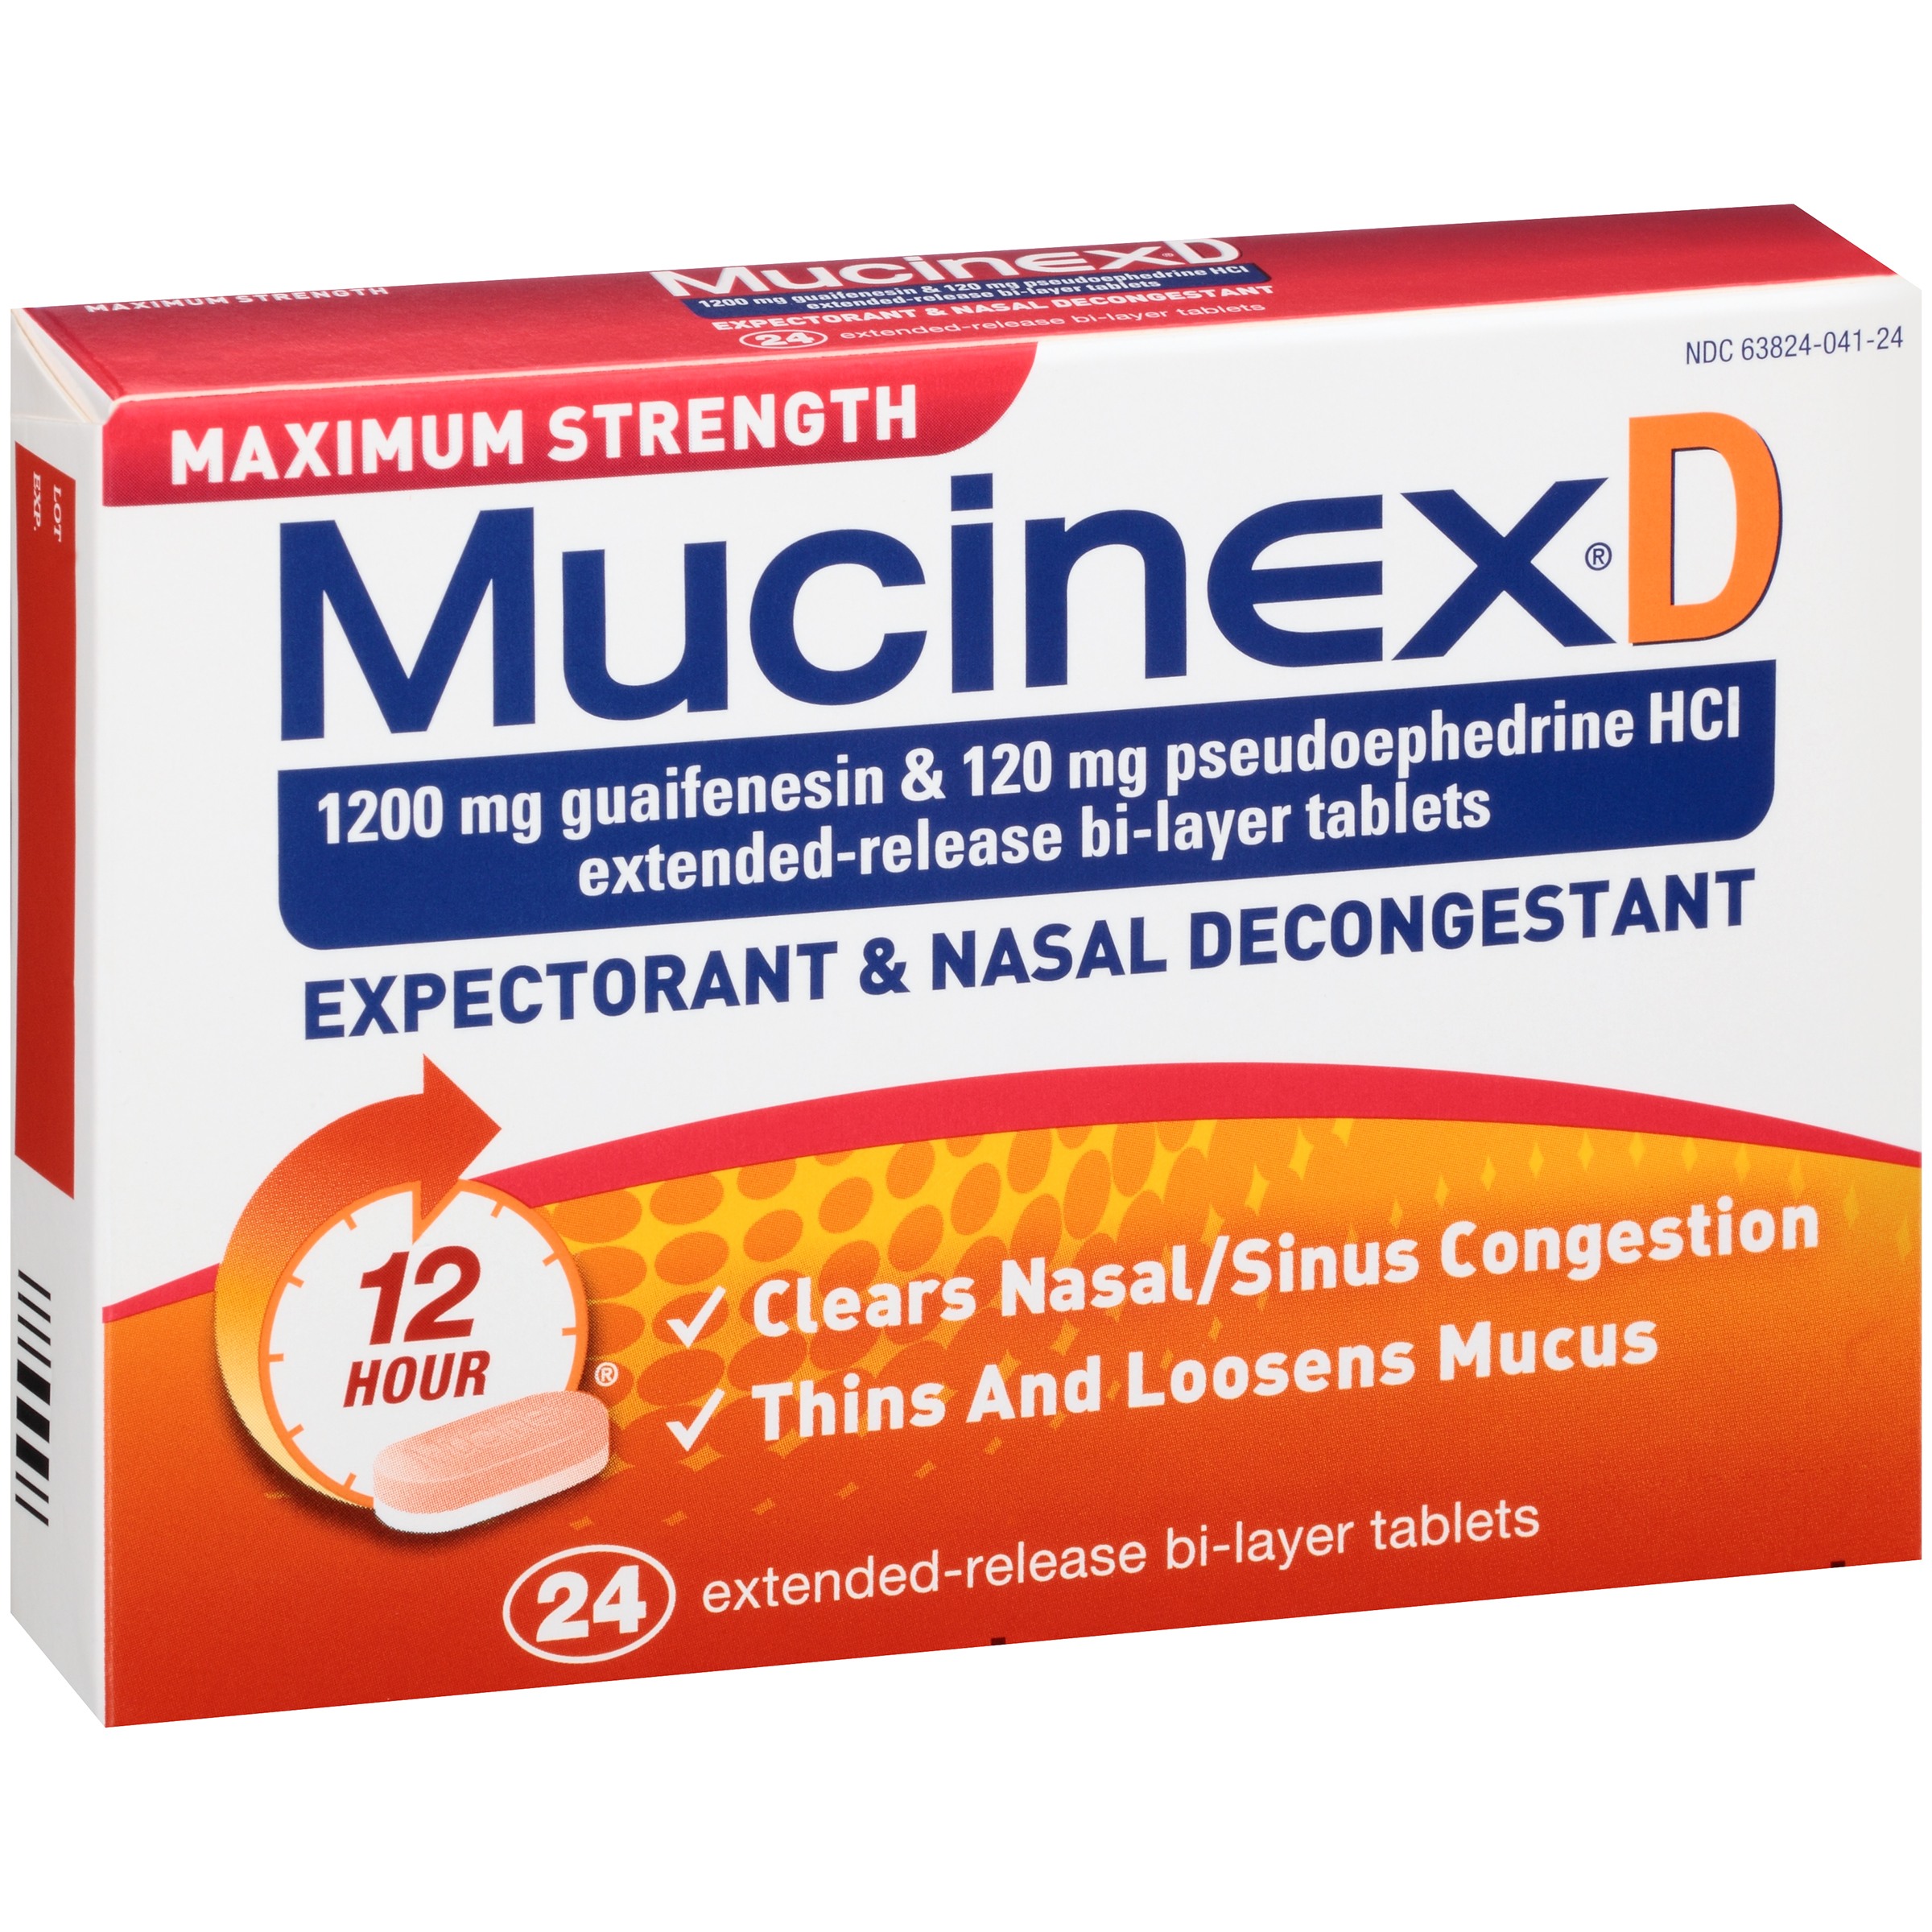 MAXIMUM STRENGTH
Mucinex®D
1200 mg guaifenesin & 120 mg pseudoephedrine HCl
extended-release bi-layer tablets
EXPECTORANT & NASAL DECONGESTANT
24 extended-release bi-layer tablets
NDC 63824-041-24
MAXIMUM STRENGTH
Mucinex®D
1200 mg guaifenesin & 120 mg pseudoephedrine HCl
extended-release bi-layer tablets
EXPECTORANT & NASAL DECONGESTANT
12
HOUR
®
✓ Clears Nasal/Sinus Congestion
✓ Thins And Loosens Mucus
24 extended-release bi-layer tablets
LOT
EXP.